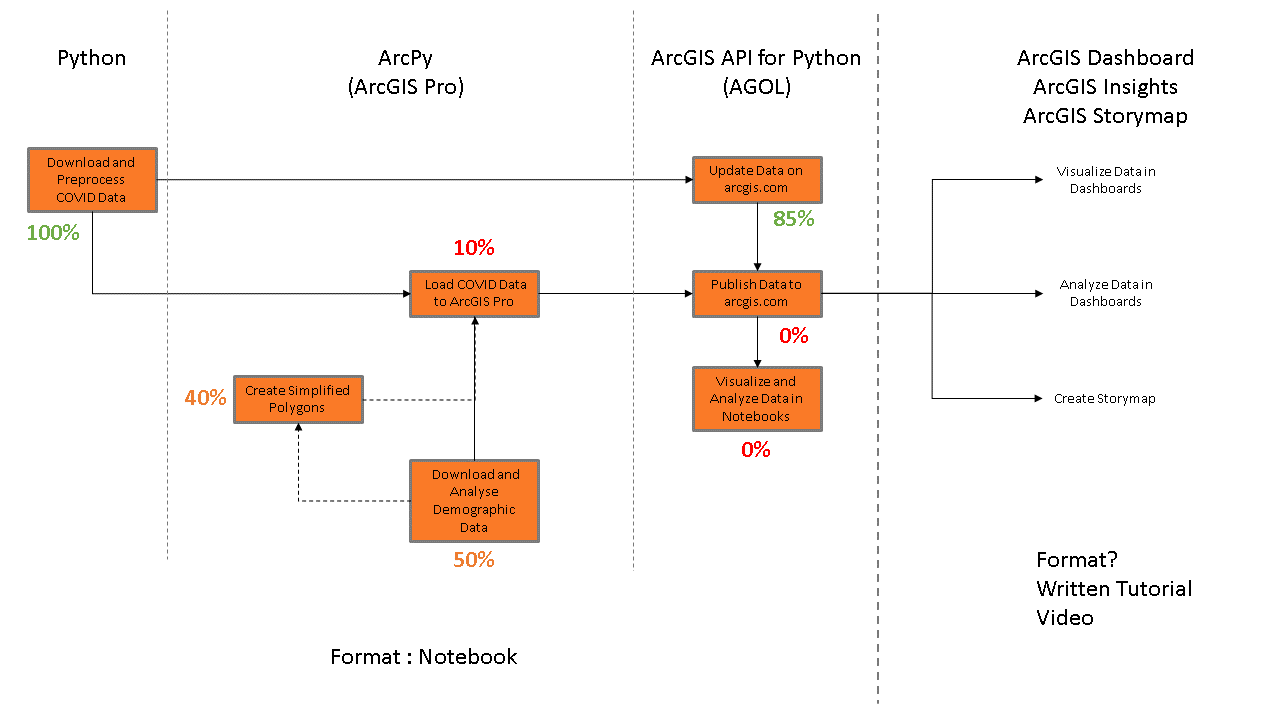 Python
ArcPy
(ArcGIS Pro)
ArcGIS API for Python
(AGOL)
ArcGIS Dashboard
ArcGIS Insights
ArcGIS Storymap
Download and
Preprocess
COVID Data
100%
Update Data on
arcgis.com
85%
Visualize Data in
Dashboards
10%
Load COVID Data
to ArcGIS Pro
Publish Data to
arcgis.com
0%
Analyze Data in
Dashboards
40%
Create Simplified
Polygons
Visualize and
Analyze Data in
Notebooks
0%
Create Storymap
Download and
Analyse
Demographic
Data
50%
Format?
Written Tutorial
Video
Format : Notebook